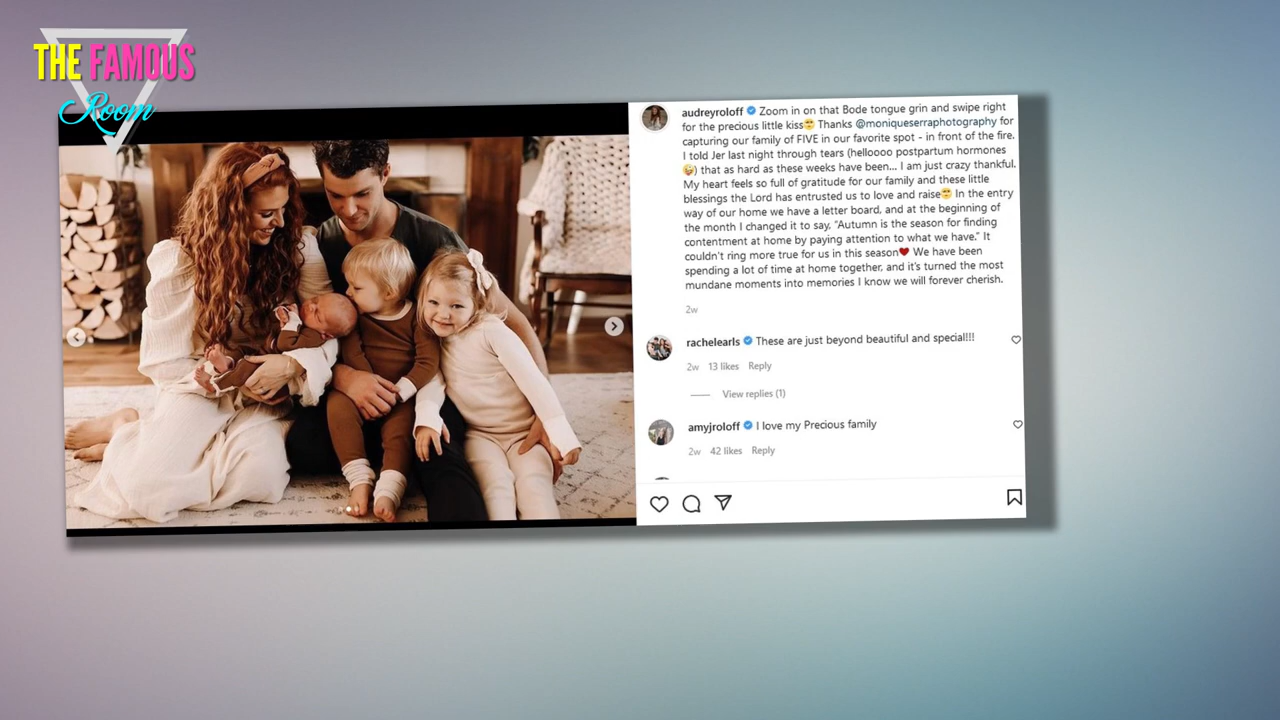 THE FAMOUS
Room
audreyroloff Zoom in on that Bode tongue grin and swipe right
for the precious little kiss😇 Thanks @moniqueserraphotography for
capturing our family of FIVE in our favorite spot - in front of the fire.
I told Jer last night through tears (helloooo postpartum hormones
🤪) that as hard as these weeks have been... I am just crazy thankful.
My heart feels so full of gratitude for our family and these little
blessings the Lord has entrusted us to love and raise😇 In the entry
way of our home we have a letter board, and at the beginning of
the month I changed it to say, "Autumn is the season for finding
contentment at home by paying attention to what we have." It
couldn't ring more true for us in this season❤️ We have been
spending a lot of time at home together, and it's turned the most
mundane moments into memories I know we will forever cherish.
2w
rachelearls These are just beyond beautiful and special!!!
2w 13 likes Reply
View replies (1)
amyjroloff I love my Precious family
2w 42 likes Reply